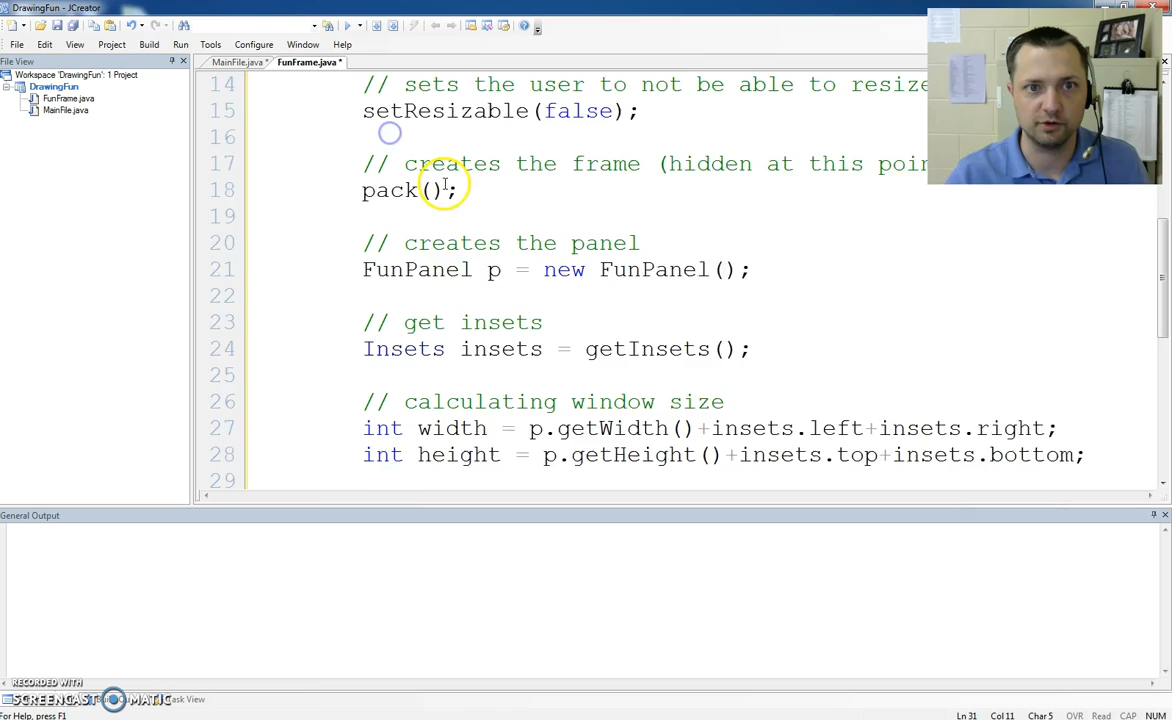 DrawingFun - JCreator
File Edit View Project Build Run Tools Configure Window Help
File View
MainFile.java * FunFrame.java *
Workspace 'DrawingFun': 1 Project
DrawingFun
FunFrame.java
MainFile.java
14 // sets the user to not be able to resize
15 setResizable(false);
16
17 // creates the frame (hidden at this poin
18 pack();
19
20 // creates the panel
21 FunPanel p = new FunPanel();
22
23 // get insets
24 Insets insets = getInsets();
25
26 // calculating window size
27 int width = p.getWidth()+insets.left+insets.right;
28 int height = p.getHeight()+insets.top+insets.bottom;
29
General Output
RECORDED WITH
SCREENCAST-O-MATIC
Task View
For Help, press F1
Ln 31 Col 11 Char 5 OVR Read CAP NUM